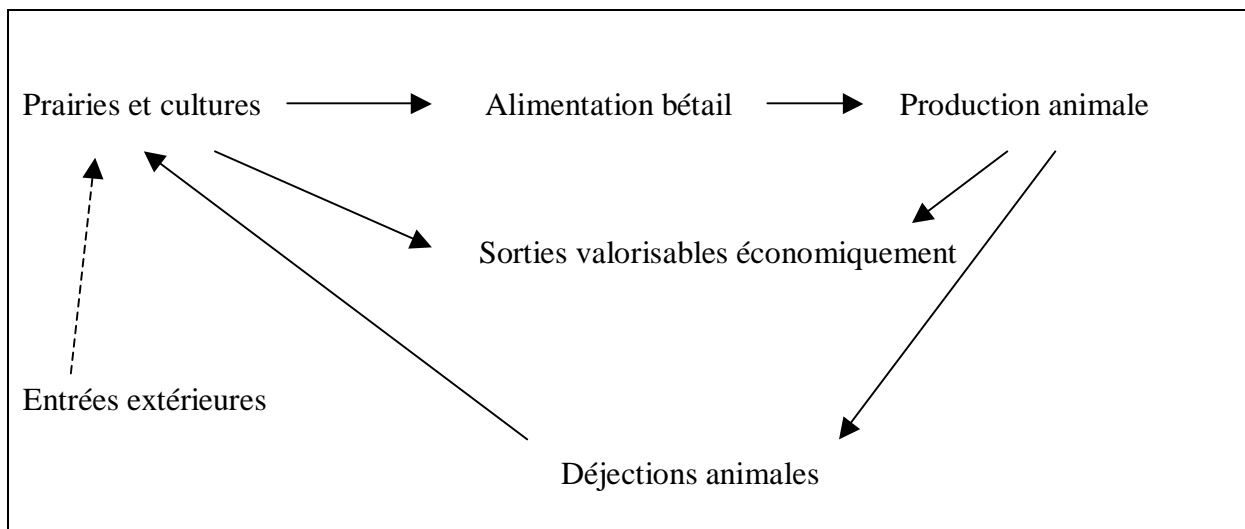 Prairies et cultures
Alimentation bétail
Production animale
Sorties valorisables économiquement
Entrées extérieures
Déjections animales